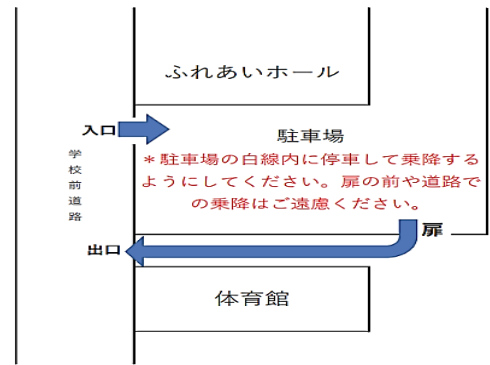 ふれあいホール
入口
駐車場
学校前道路
＊駐車場の白線内に停車して乗降する
ようにしてください。扉の前や道路で
の乗降はご遠慮ください。
扉
出口
体育館